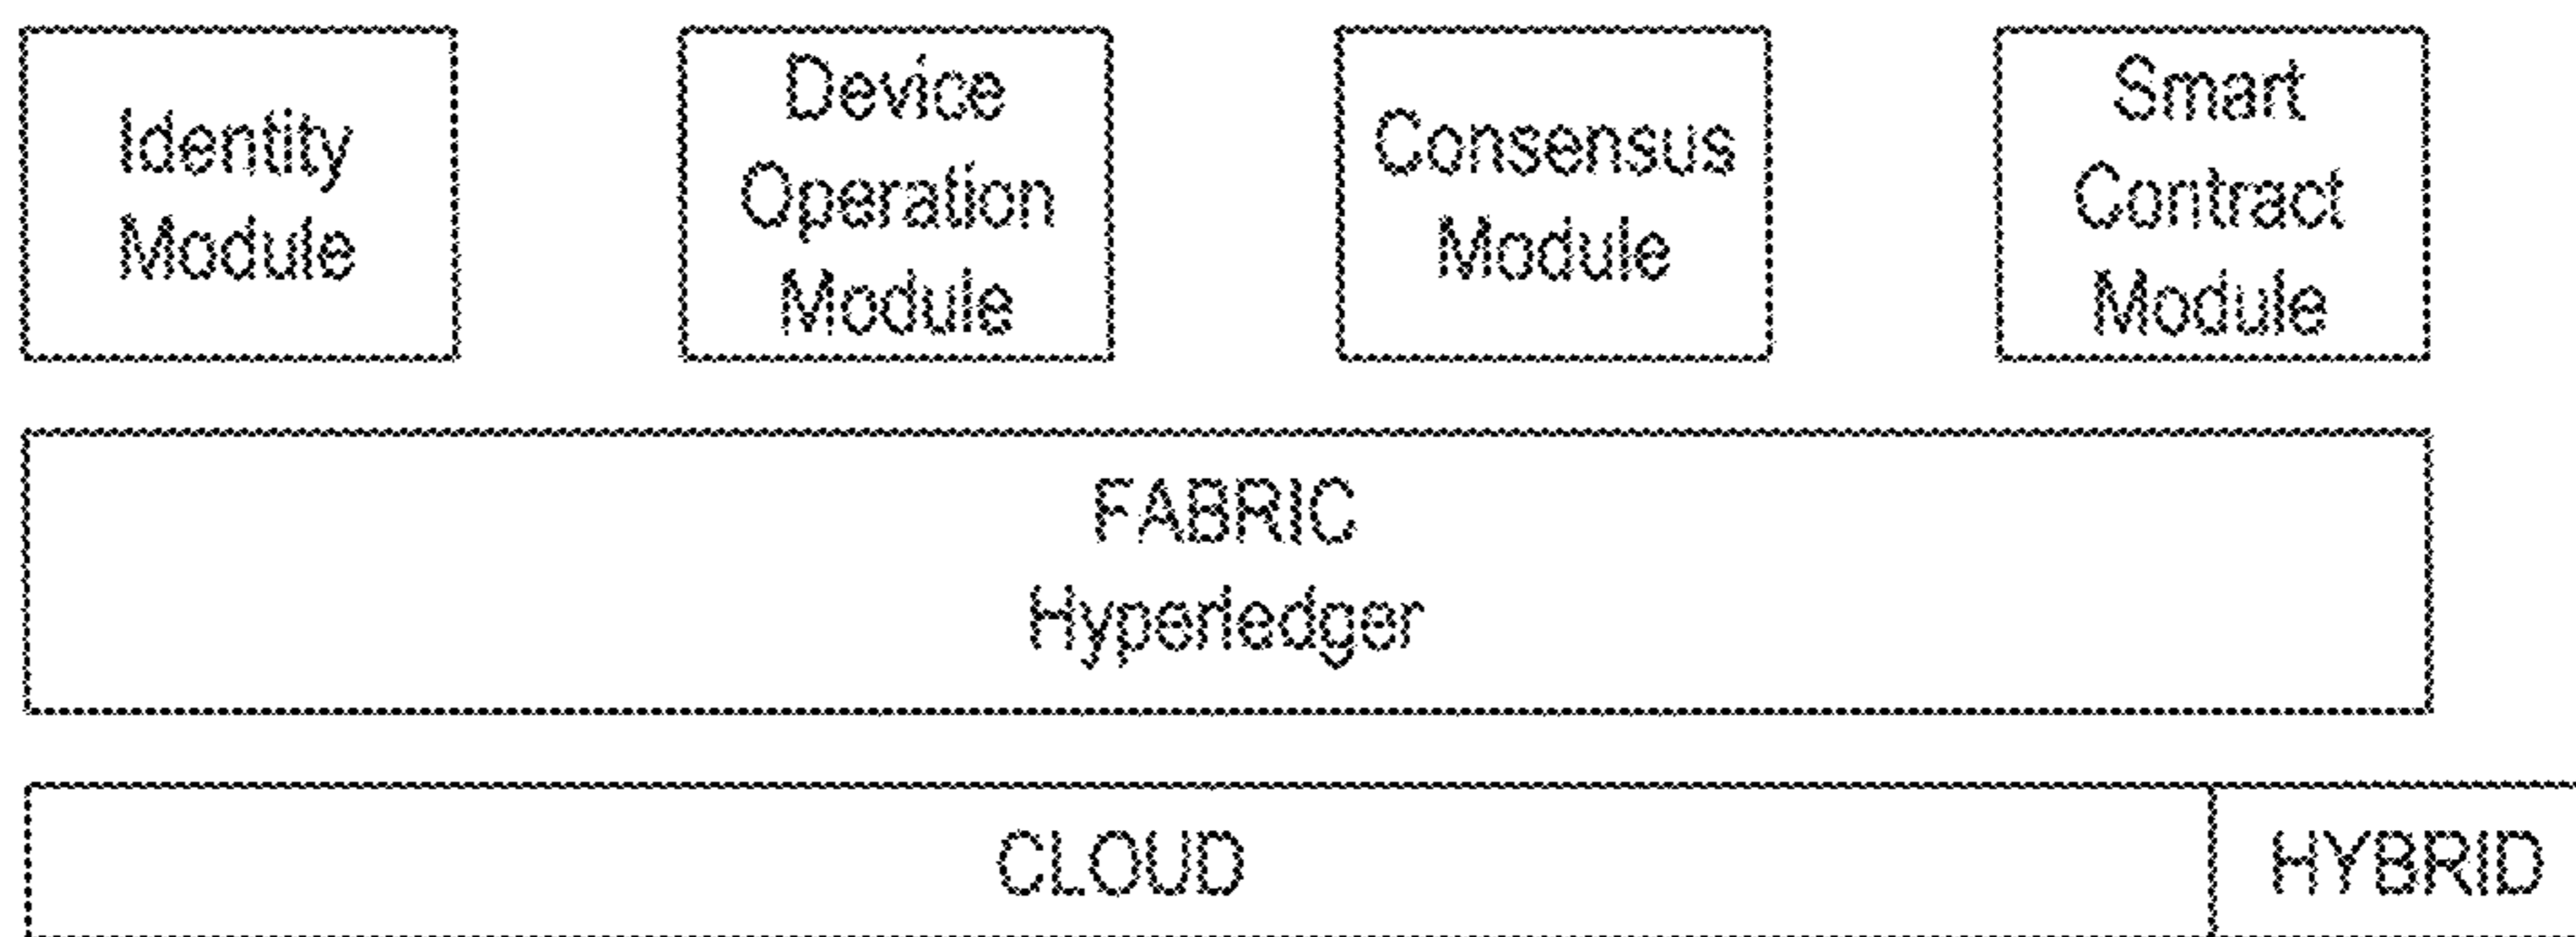 Identity
Module
Device
Operation
Module
Consensus
Module
Smart
Contract
Module
FABRIC
Hyperledger
CLOUD
HYBRID